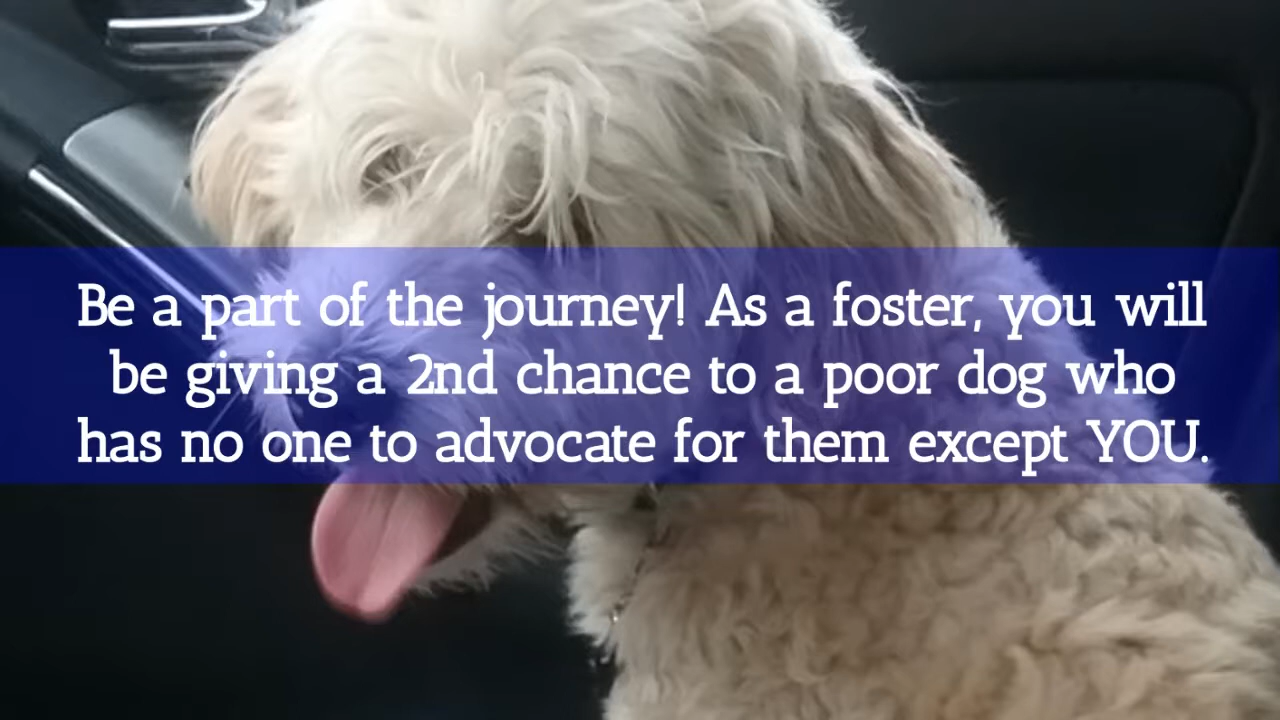 Be a part of the journey! As a foster, you will
be giving a 2nd chance to a poor dog who
has no one to advocate for them except YOU.